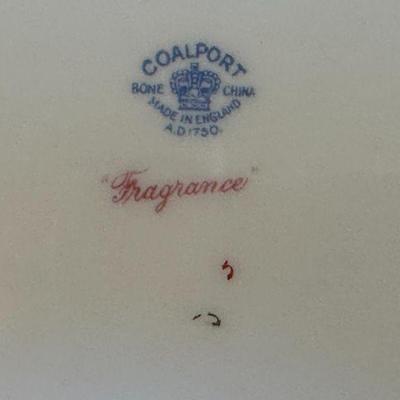 COALPORT
BONE CHINA
MADE IN ENGLAND
A.D.1750.
"Fragrance"